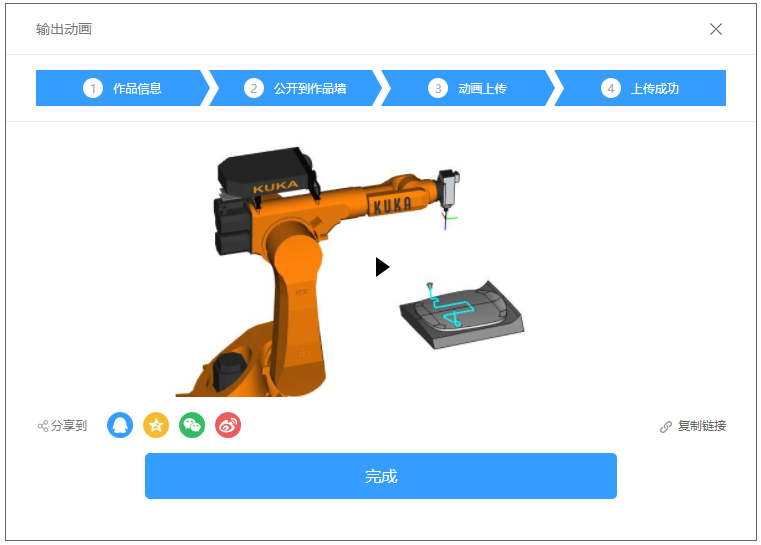 输出动画
1 作品信息
2 公开到作品墙
3 动画上传
4 上传成功
KUKA
KUKA
分享到
复制链接
完成